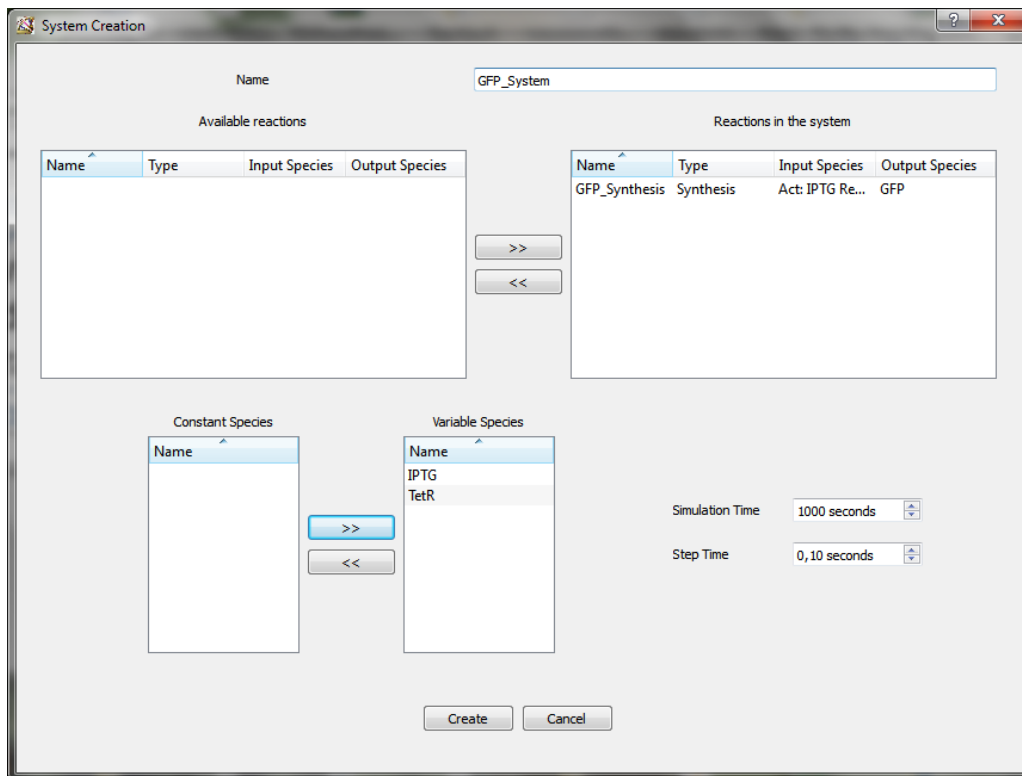 System Creation
?
X
Name
GFP_System
Available reactions
Reactions in the system
Name Type Input Species Output Species
Name Type Input Species Output Species
GFP_Synthesis Synthesis Act: IPTG Re... GFP
>>
<<
Constant Species
Variable Species
Name
Name
IPTG
TetR
>>
<<
Simulation Time 1000 seconds
Step Time 0,10 seconds
Create
Cancel